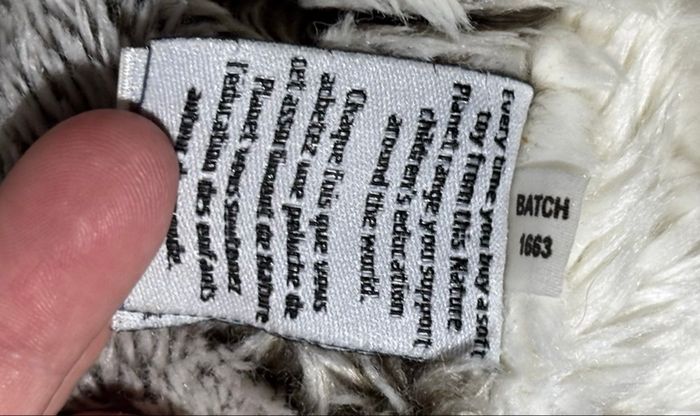 Every time you buy a soft
toy from this Nature
Planet range you support
children's education
around the world.
Chaque fois que vous
achetez une peluche de
cet assortiment de Nature
Planet vous soutenez
l'éducation des enfants
autour
BATCH
1663